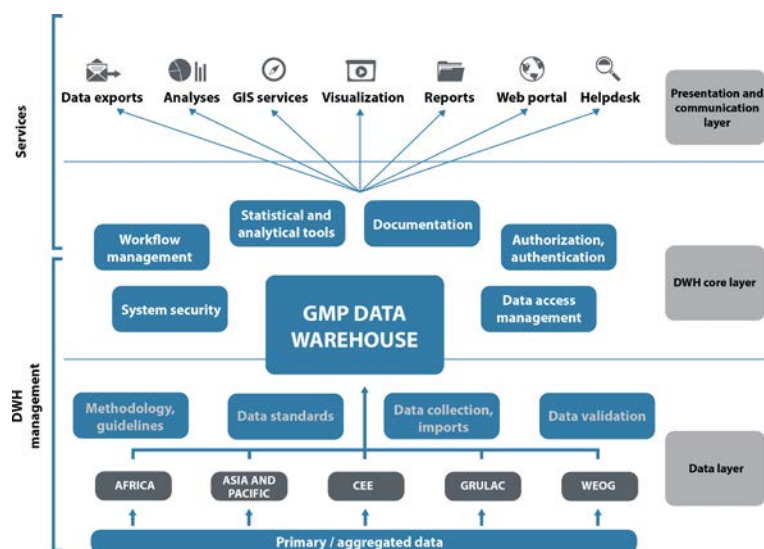 Services
Data exports
Analyses
GIS services
Visualization
Reports
Web portal
Helpdesk
Presentation and
communication
layer
Statistical and
analytical tools
Documentation
Workflow
management
Authorization,
authentication
System security
GMP DATA
WAREHOUSE
Data access
management
DWH core layer
DWH
management
Methodology,
guidelines
Data standards
Data collection,
imports
Data validation
AFRICA
ASIA AND
PACIFIC
CEE
GRULAC
WEOG
Data layer
Primary / aggregated data